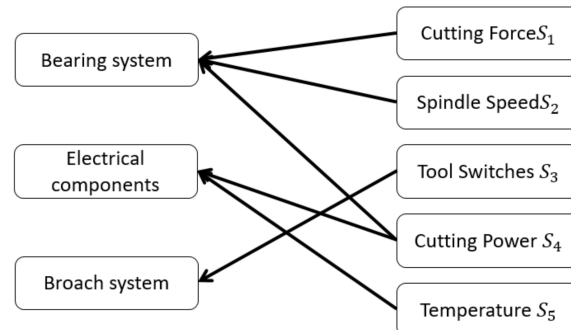 Bearing system
Electrical
components
Broach system
Cutting Force𝑆₁
Spindle Speed𝑆₂
Tool Switches 𝑆₃
Cutting Power 𝑆₄
Temperature 𝑆₅